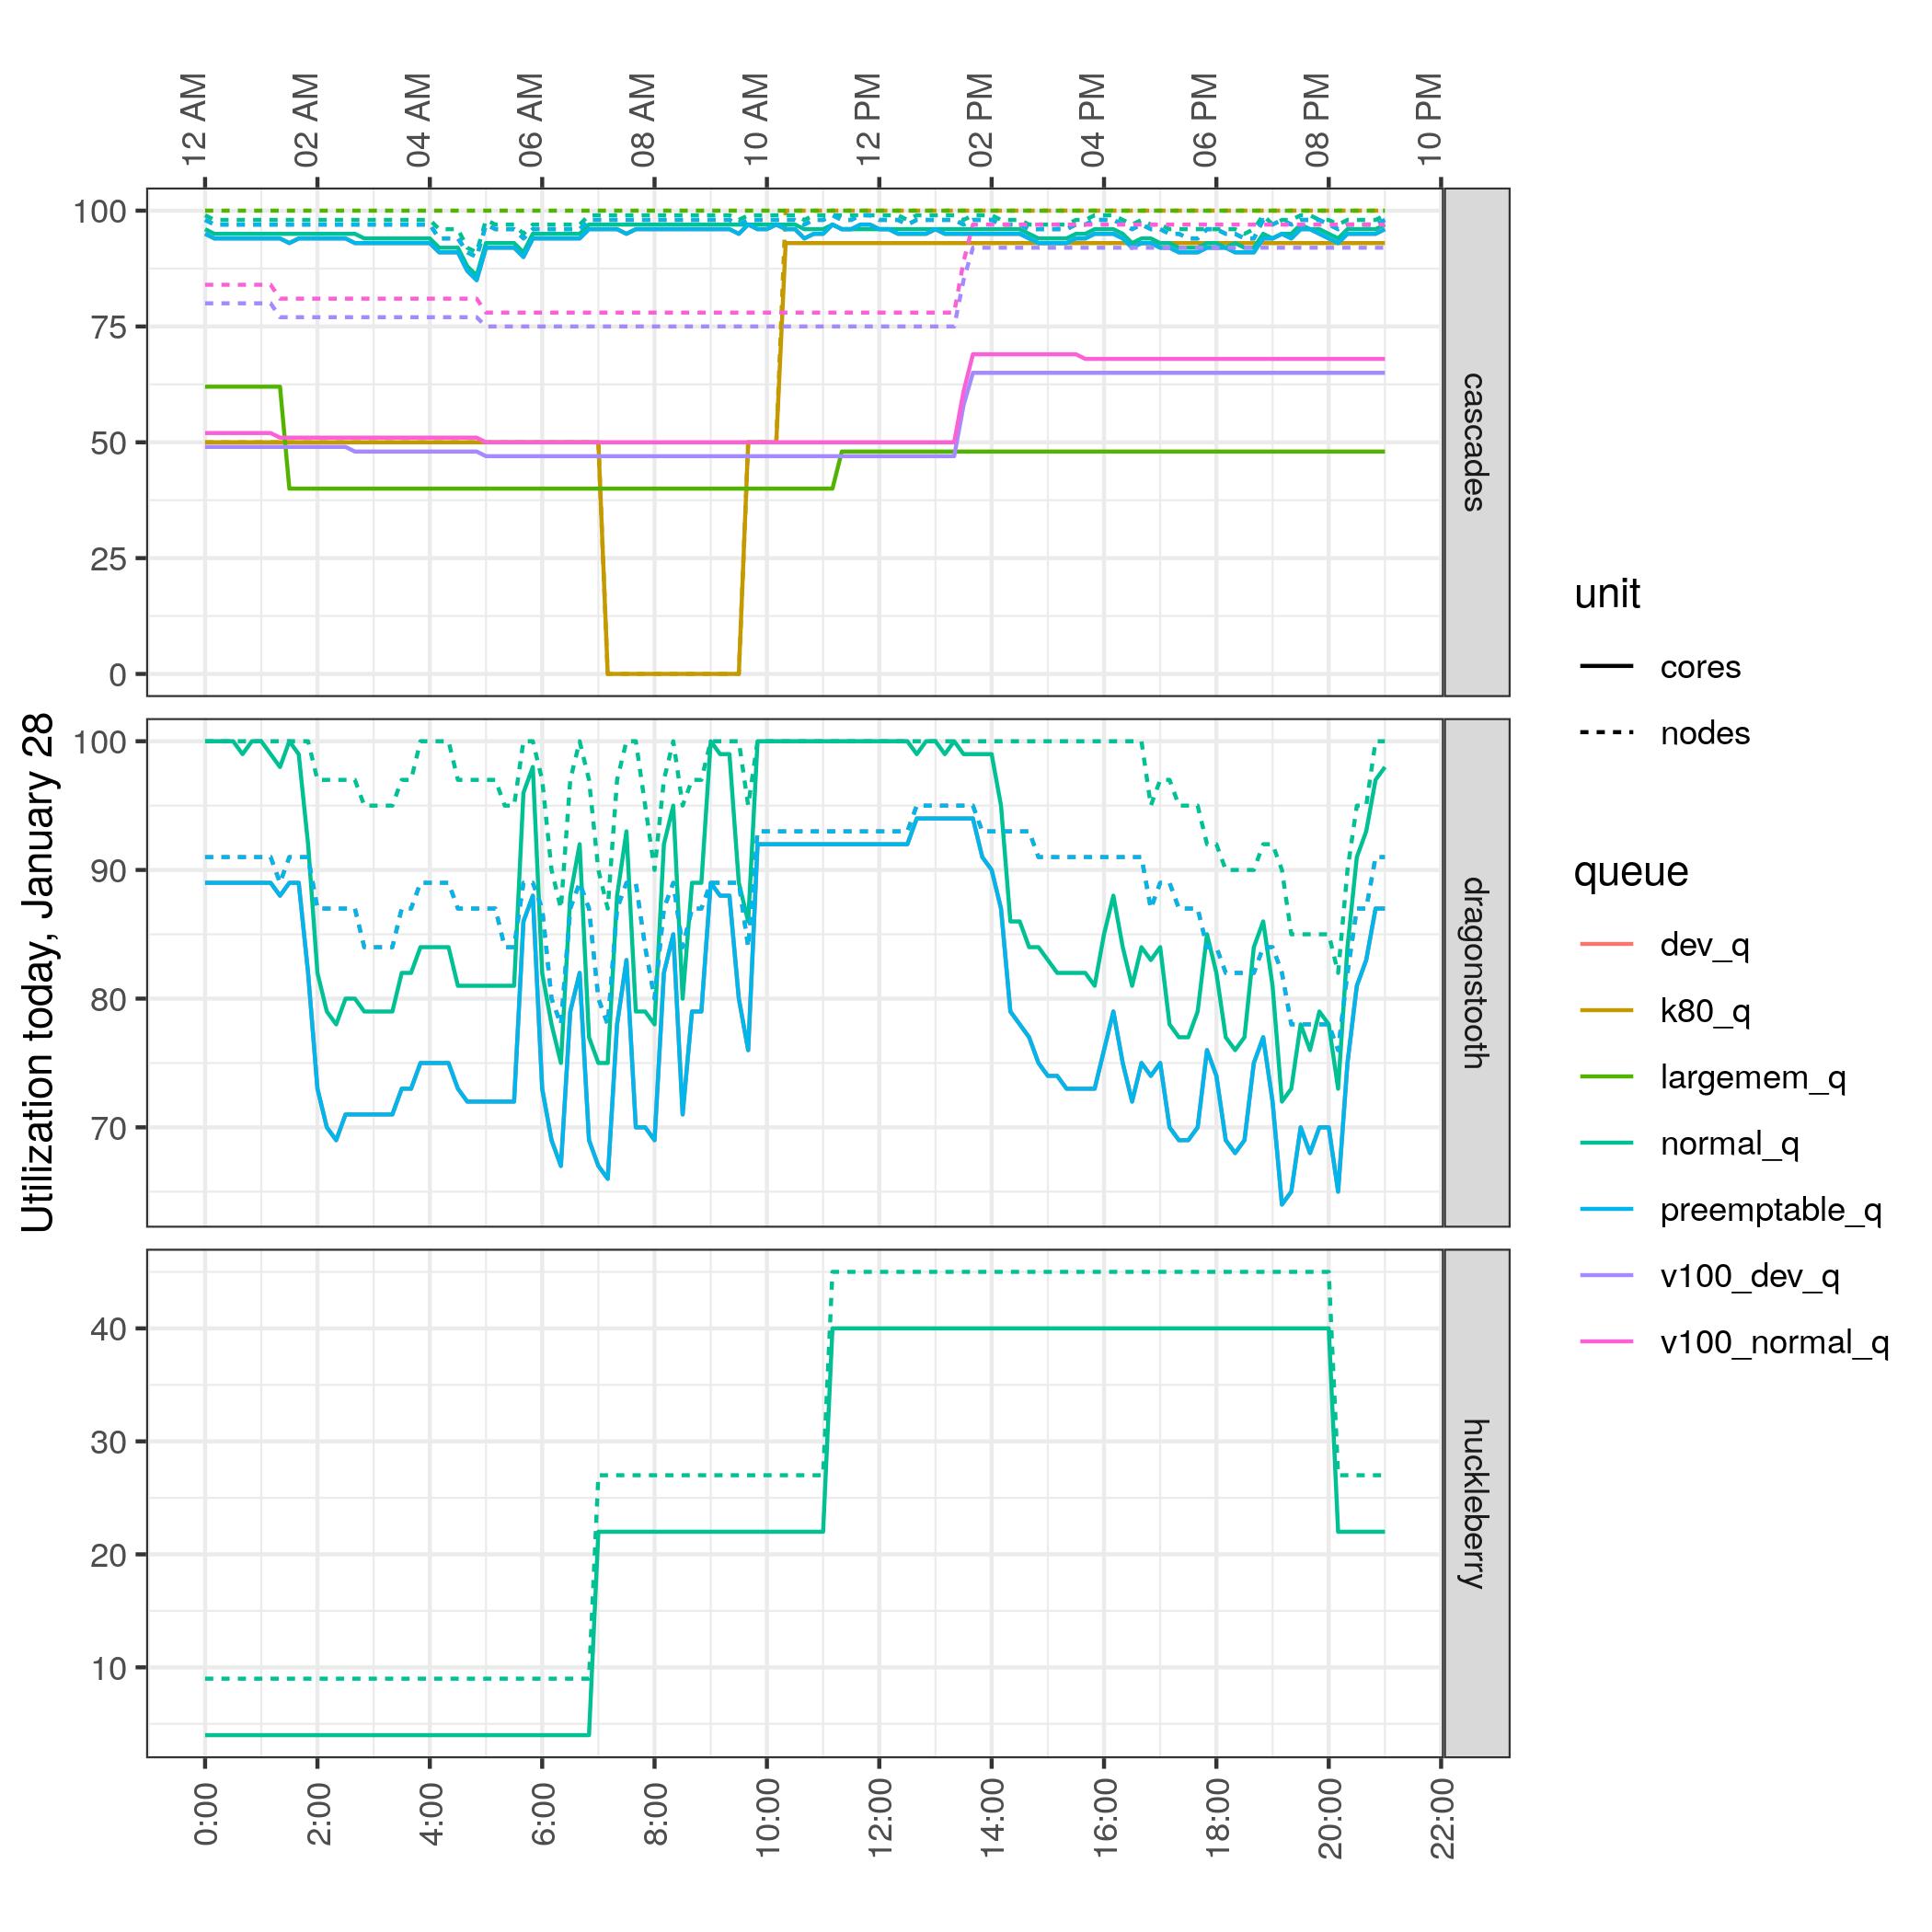 12 AM
02 AM
04 AM
06 AM
08 AM
10 AM
12 PM
02 PM
04 PM
06 PM
08 PM
10 PM
Utilization today, January 28
100
75
50
25
0
cascades
100
90
80
70
dragonstooth
40
30
20
10
huckleberry
0:00
2:00
4:00
6:00
8:00
10:00
12:00
14:00
16:00
18:00
20:00
22:00
unit
cores
nodes
queue
dev_q
k80_q
largemem_q
normal_q
preemptable_q
v100_dev_q
v100_normal_q